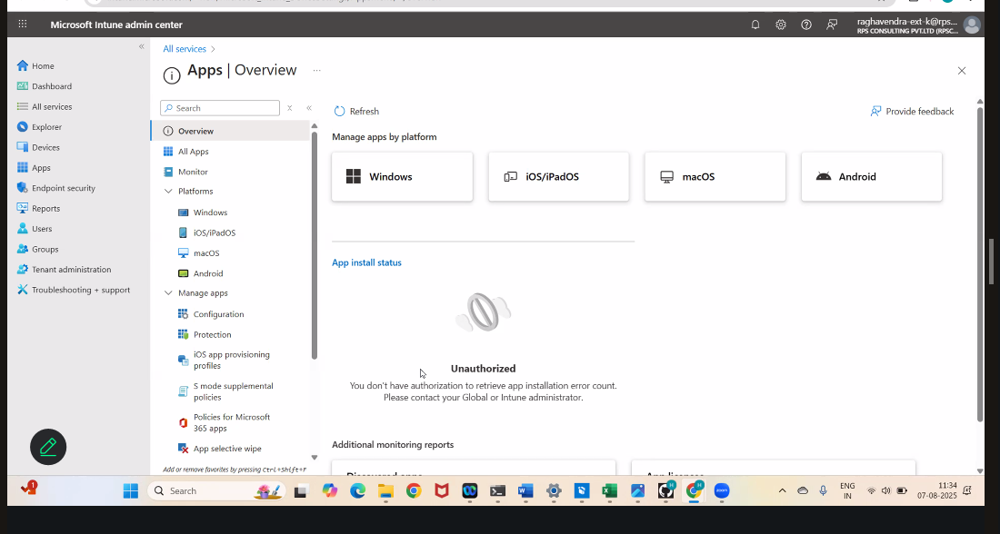 Microsoft Intune admin center
raghavendra-ext-k@rps...
RPS CONSULTING PVT.LTD (RPSC...
All services >
Apps | Overview ...
Home
Dashboard
All services
Explorer
Devices
Apps
Endpoint security
Reports
Users
Groups
Tenant administration
Troubleshooting + support
Search
Overview
All Apps
Monitor
Platforms
Windows
iOS/iPadOS
macOS
Android
Manage apps
Configuration
Protection
iOS app provisioning
profiles
S mode supplemental
policies
Policies for Microsoft
365 apps
App selective wipe
Add or remove favorites by pressing Ctrl+Shift+F
Refresh
Provide feedback
Manage apps by platform
Windows
iOS/iPadOS
macOS
Android
App install status
Unauthorized
You don't have authorization to retrieve app installation error count.
Please contact your Global or Intune administrator.
Additional monitoring reports
Discovered apps
App licenses
1
Search
zoom
ENG
IN
11:34
07-08-2025